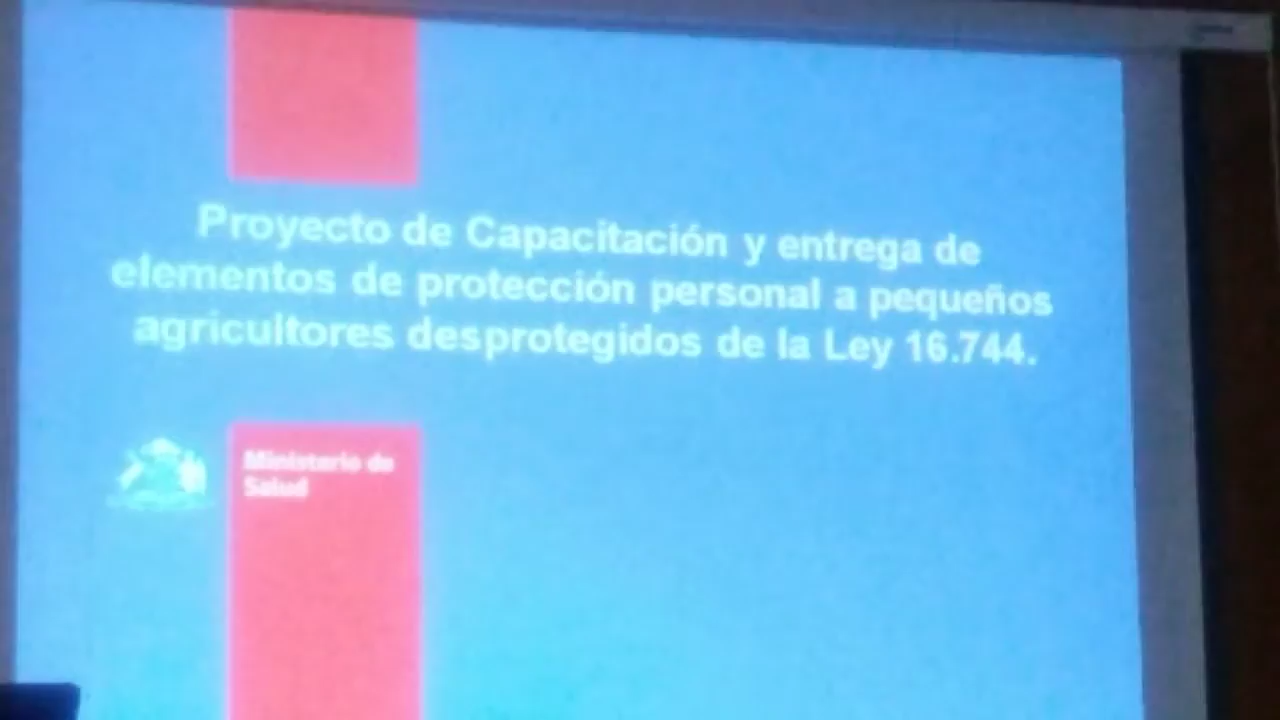 Proyecto de Capacitación y entrega de
elementos de protección personal a pequeños
agricultores desprotegidos de la Ley 16.744.
Ministerio de
Salud